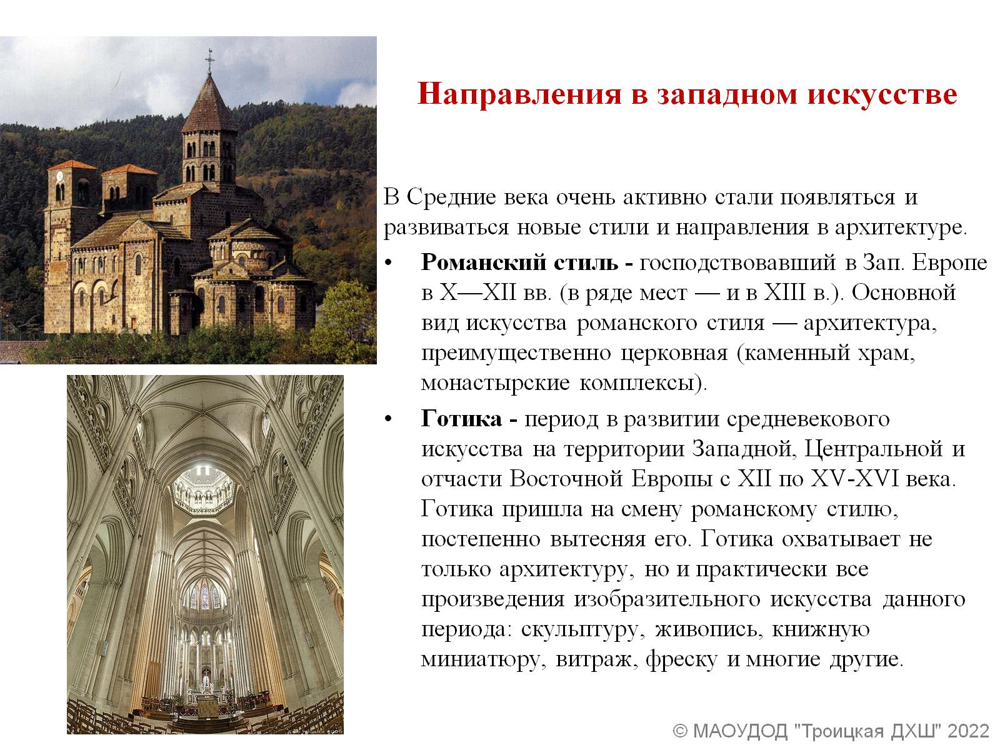 Направления в западном искусстве
В Средние века очень активно стали появляться и
развиваться новые стили и направления в архитектуре.
• Романский стиль - господствовавший в Зап. Европе
в X—XII вв. (в ряде мест — и в XIII в.). Основной
вид искусства романского стиля — архитектура,
преимущественно церковная (каменный храм,
монастырские комплексы).
• Готика - период в развитии средневекового
искусства на территории Западной, Центральной и
отчасти Восточной Европы с XII по XV-XVI века.
Готика пришла на смену романскому стилю,
постепенно вытесняя его. Готика охватывает не
только архитектуру, но и практически все
произведения изобразительного искусства данного
периода: скульптуру, живопись, книжную
миниатюру, витраж, фреску и многие другие.
© МАОУДОД "Троицкая ДХШ" 2022